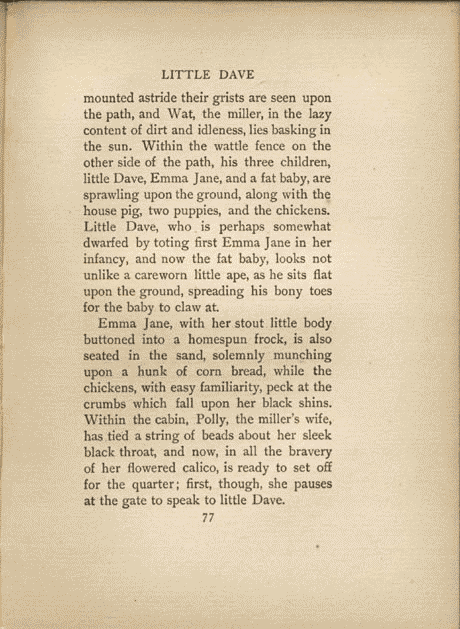 LITTLE DAVE
mounted astride their grists are seen upon
the path, and Wat, the miller, in the lazy
content of dirt and idleness, lies basking in
the sun. Within the wattle fence on the
other side of the path, his three children,
little Dave, Emma Jane, and a fat baby, are
sprawling upon the ground, along with the
house pig, two puppies, and the chickens.
Little Dave, who is perhaps somewhat
dwarfed by toting first Emma Jane in her
infancy, and now the fat baby, looks not
unlike a careworn little ape, as he sits flat
upon the ground, spreading his bony toes
for the baby to claw at.
Emma Jane, with her stout little body
buttoned into a homespun frock, is also
seated in the sand, solemnly munching
upon a hunk of corn bread, while the
chickens, with easy familiarity, peck at the
crumbs which fall upon her black shins.
Within the cabin, Polly, the miller's wife,
has tied a string of beads about her sleek
black throat, and now, in all the bravery
of her flowered calico, is ready to set off
for the quarter; first, though, she pauses
at the gate to speak to little Dave.
77